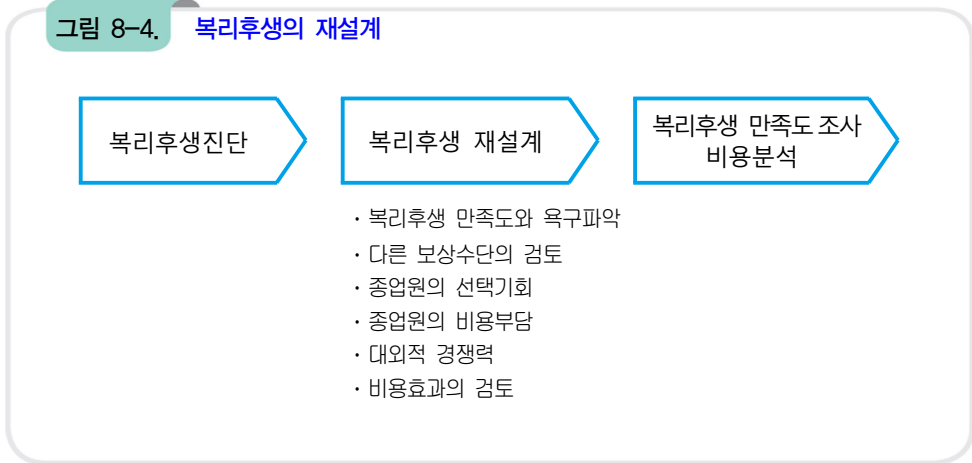 그림 8-4. 복리후생의 재설계
복리후생진단
복리후생 재설계
복리후생 만족도 조사
비용분석
· 복리후생 만족도와 욕구파악
· 다른 보상수단의 검토
· 종업원의 선택기회
· 종업원의 비용부담
· 대외적 경쟁력
· 비용효과의 검토